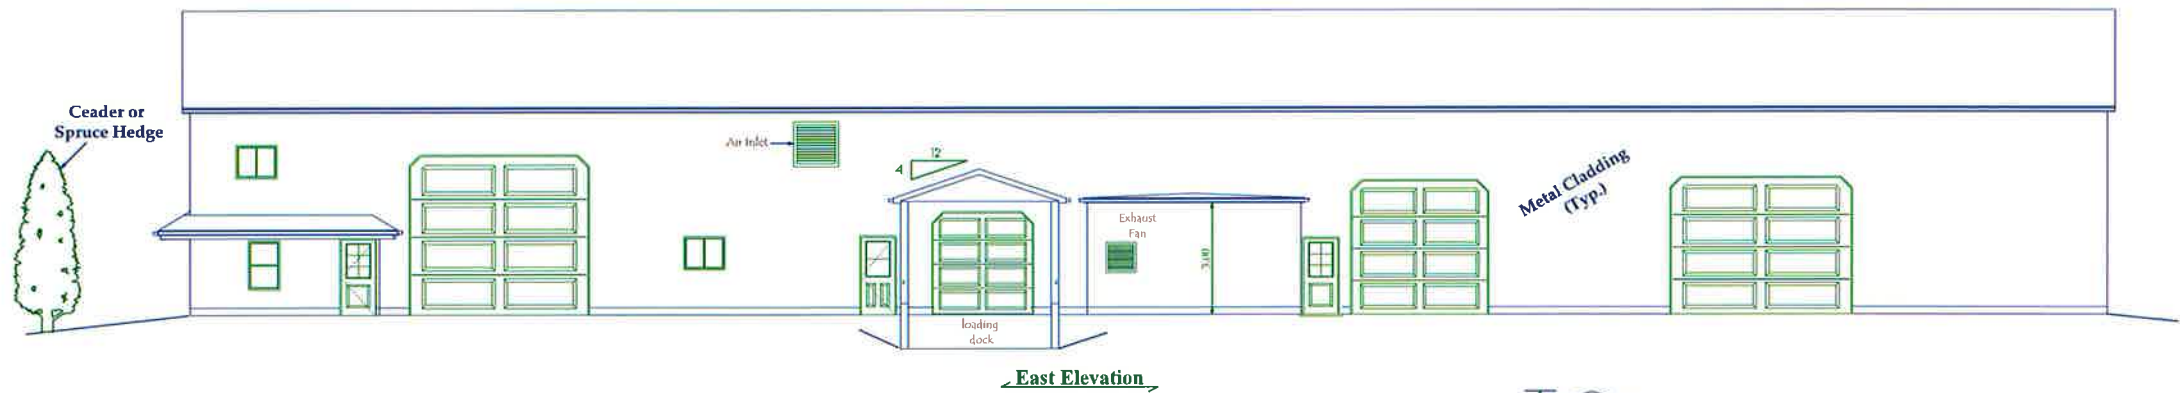 Ceader or
Spruce Hedge
Air Inlet
12
4
Exhaust
Fan
Metal Cladding
(Typ.)
loading
dock
East Elevation